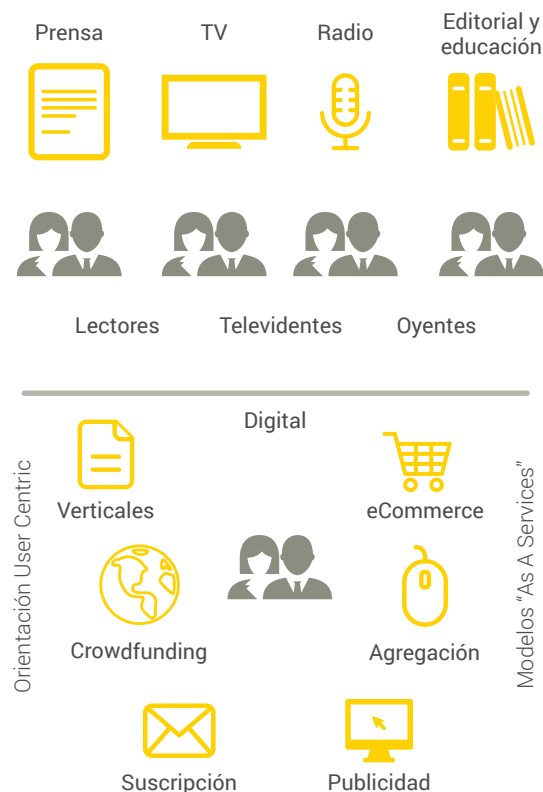 Prensa
TV
Radio
Editorial y
educación
Lectores
Televidentes
Oyentes
Digital
Orientación User Centric
Modelos "As A Services"
Verticales
eCommerce
Crowdfunding
Agregación
Suscripción
Publicidad